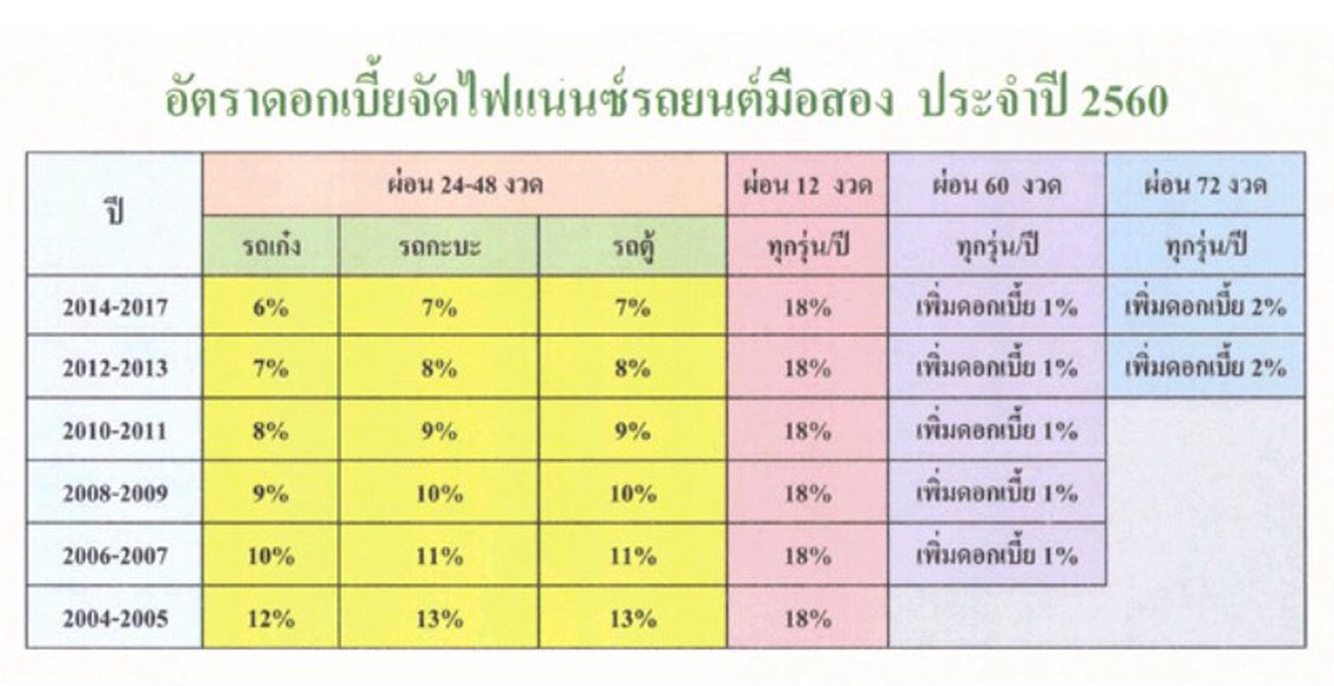 อัตราดอกเบี้ยจัดไฟแนนซ์รถยนต์มือสอง ประจำปี 2560
ปี ผ่อน 24-48 งวด ผ่อน 12 งวด ผ่อน 60 งวด ผ่อน 72 งวด
รถเก๋ง รถกะบะ รถตู้ ทุกรุ่น/ปี ทุกรุ่น/ปี ทุกรุ่น/ปี
2014-2017 6% 7% 7% 18% เพิ่มดอกเบี้ย 1% เพิ่มดอกเบี้ย 2%
2012-2013 7% 8% 8% 18% เพิ่มดอกเบี้ย 1% เพิ่มดอกเบี้ย 2%
2010-2011 8% 9% 9% 18% เพิ่มดอกเบี้ย 1%
2008-2009 9% 10% 10% 18% เพิ่มดอกเบี้ย 1%
2006-2007 10% 11% 11% 18% เพิ่มดอกเบี้ย 1%
2004-2005 12% 13% 13% 18%